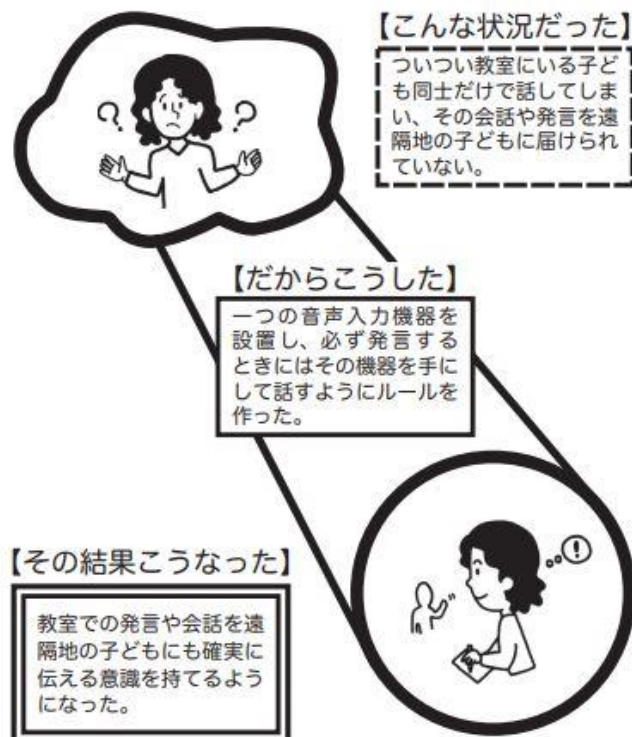 【こんな状況だった】
ついつい教室にいる子ど
も同士だけで話してしま
い、その会話や発言を遠
隔地の子どもに届けられ
ていない。
【だからこうした】
一つの音声入力機器を
設置し、必ず発言する
ときにはその機器を手に
して話すようにルールを
作った。
【その結果こうなった】
教室での発言や会話を遠
隔地の子どもにも確実に
伝える意識を持てるよう
になった。